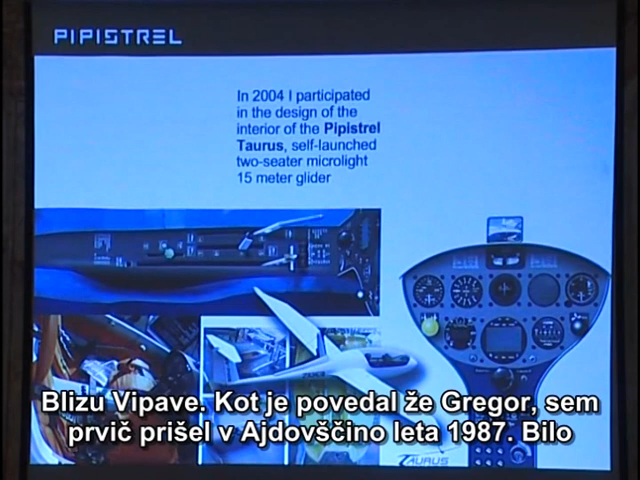 PIPISTREL
In 2004 I participated
in the design of the
interior of the Pipistrel
Taurus, self-launched
two-seater microlight
15 meter glider
Blizu Vipave. Kot je povedal že Gregor, sem
prvič prišel v Ajdovščino leta 1987. Bilo
TAURUS